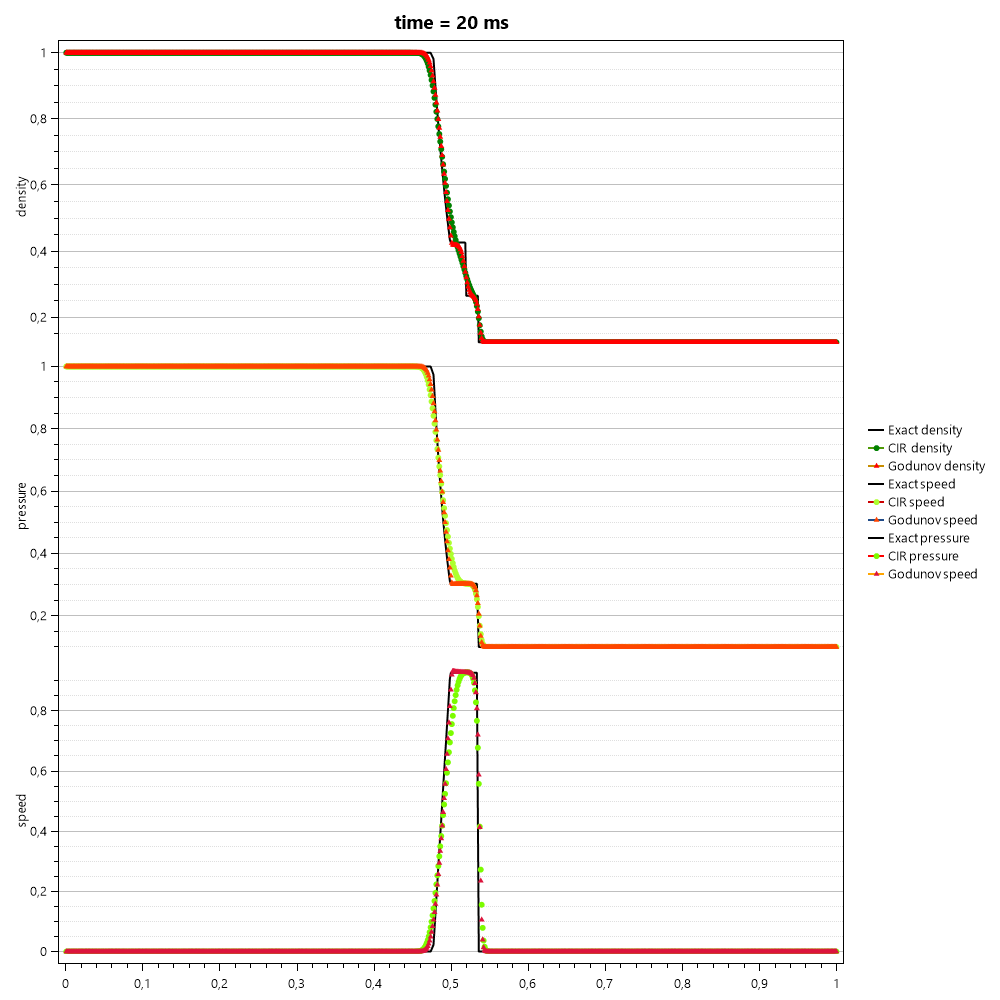 time = 20 ms
1
0,8
0,6
0,4
0,2
density
1
0,8
0,6
0,4
0,2
pressure
0,8
0,6
0,4
0,2
0
speed
0
0,1
0,2
0,3
0,4
0,5
0,6
0,7
0,8
0,9
1
Exact density
CIR density
Godunov density
Exact speed
CIR speed
Godunov speed
Exact pressure
CIR pressure
Godunov speed